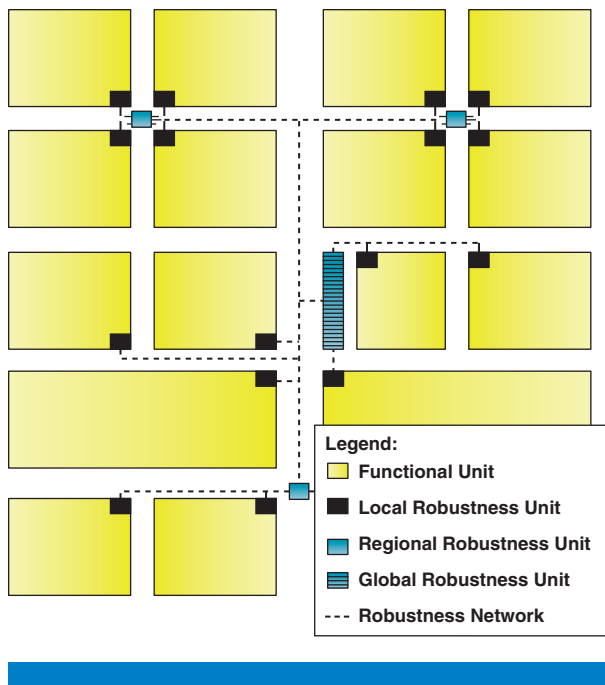 Legend:
Functional Unit
Local Robustness Unit
Regional Robustness Unit
Global Robustness Unit
Robustness Network